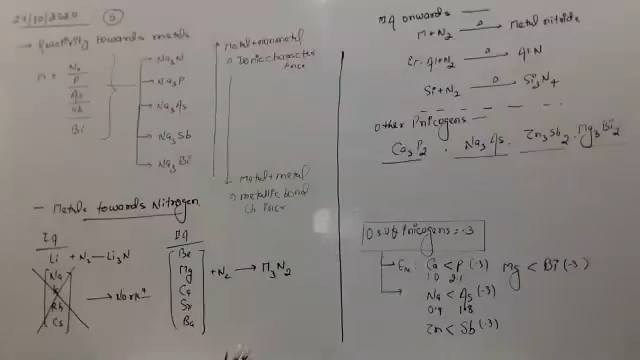 27/10/2020 5
→ Reactivity towards metals
M + N2
P
As
Sb
Bi
Na3N
Na3P
Na3As
Na3Sb
Na3Bi
Metal+nonmetal
Ionic character
Metal+metal
metallic bond
– Metals towards Nitrogen
IA
Li + N2 — Li3N
Na
K
Rb
Cs
→ No rxn
IIA
Be
Mg
Ca
Sr
Ba
+ N2 → M3N2
IIIA onwards —
M+N2 Δ→ Metal nitride
Ex. Al+N Δ→ AlN
Si+N2 Δ→ Si3N4
Other Pnicogens —
Ca3P2 . Na3As . Zn3Sb2 . Mg3Bi2
O.S of Pnicogens = -3
EN: Ca < P (-3) Mg < Bi (-3)
1.0 2.1
Na < As (-3)
0.9 1.8
Zn < Sb (-3)